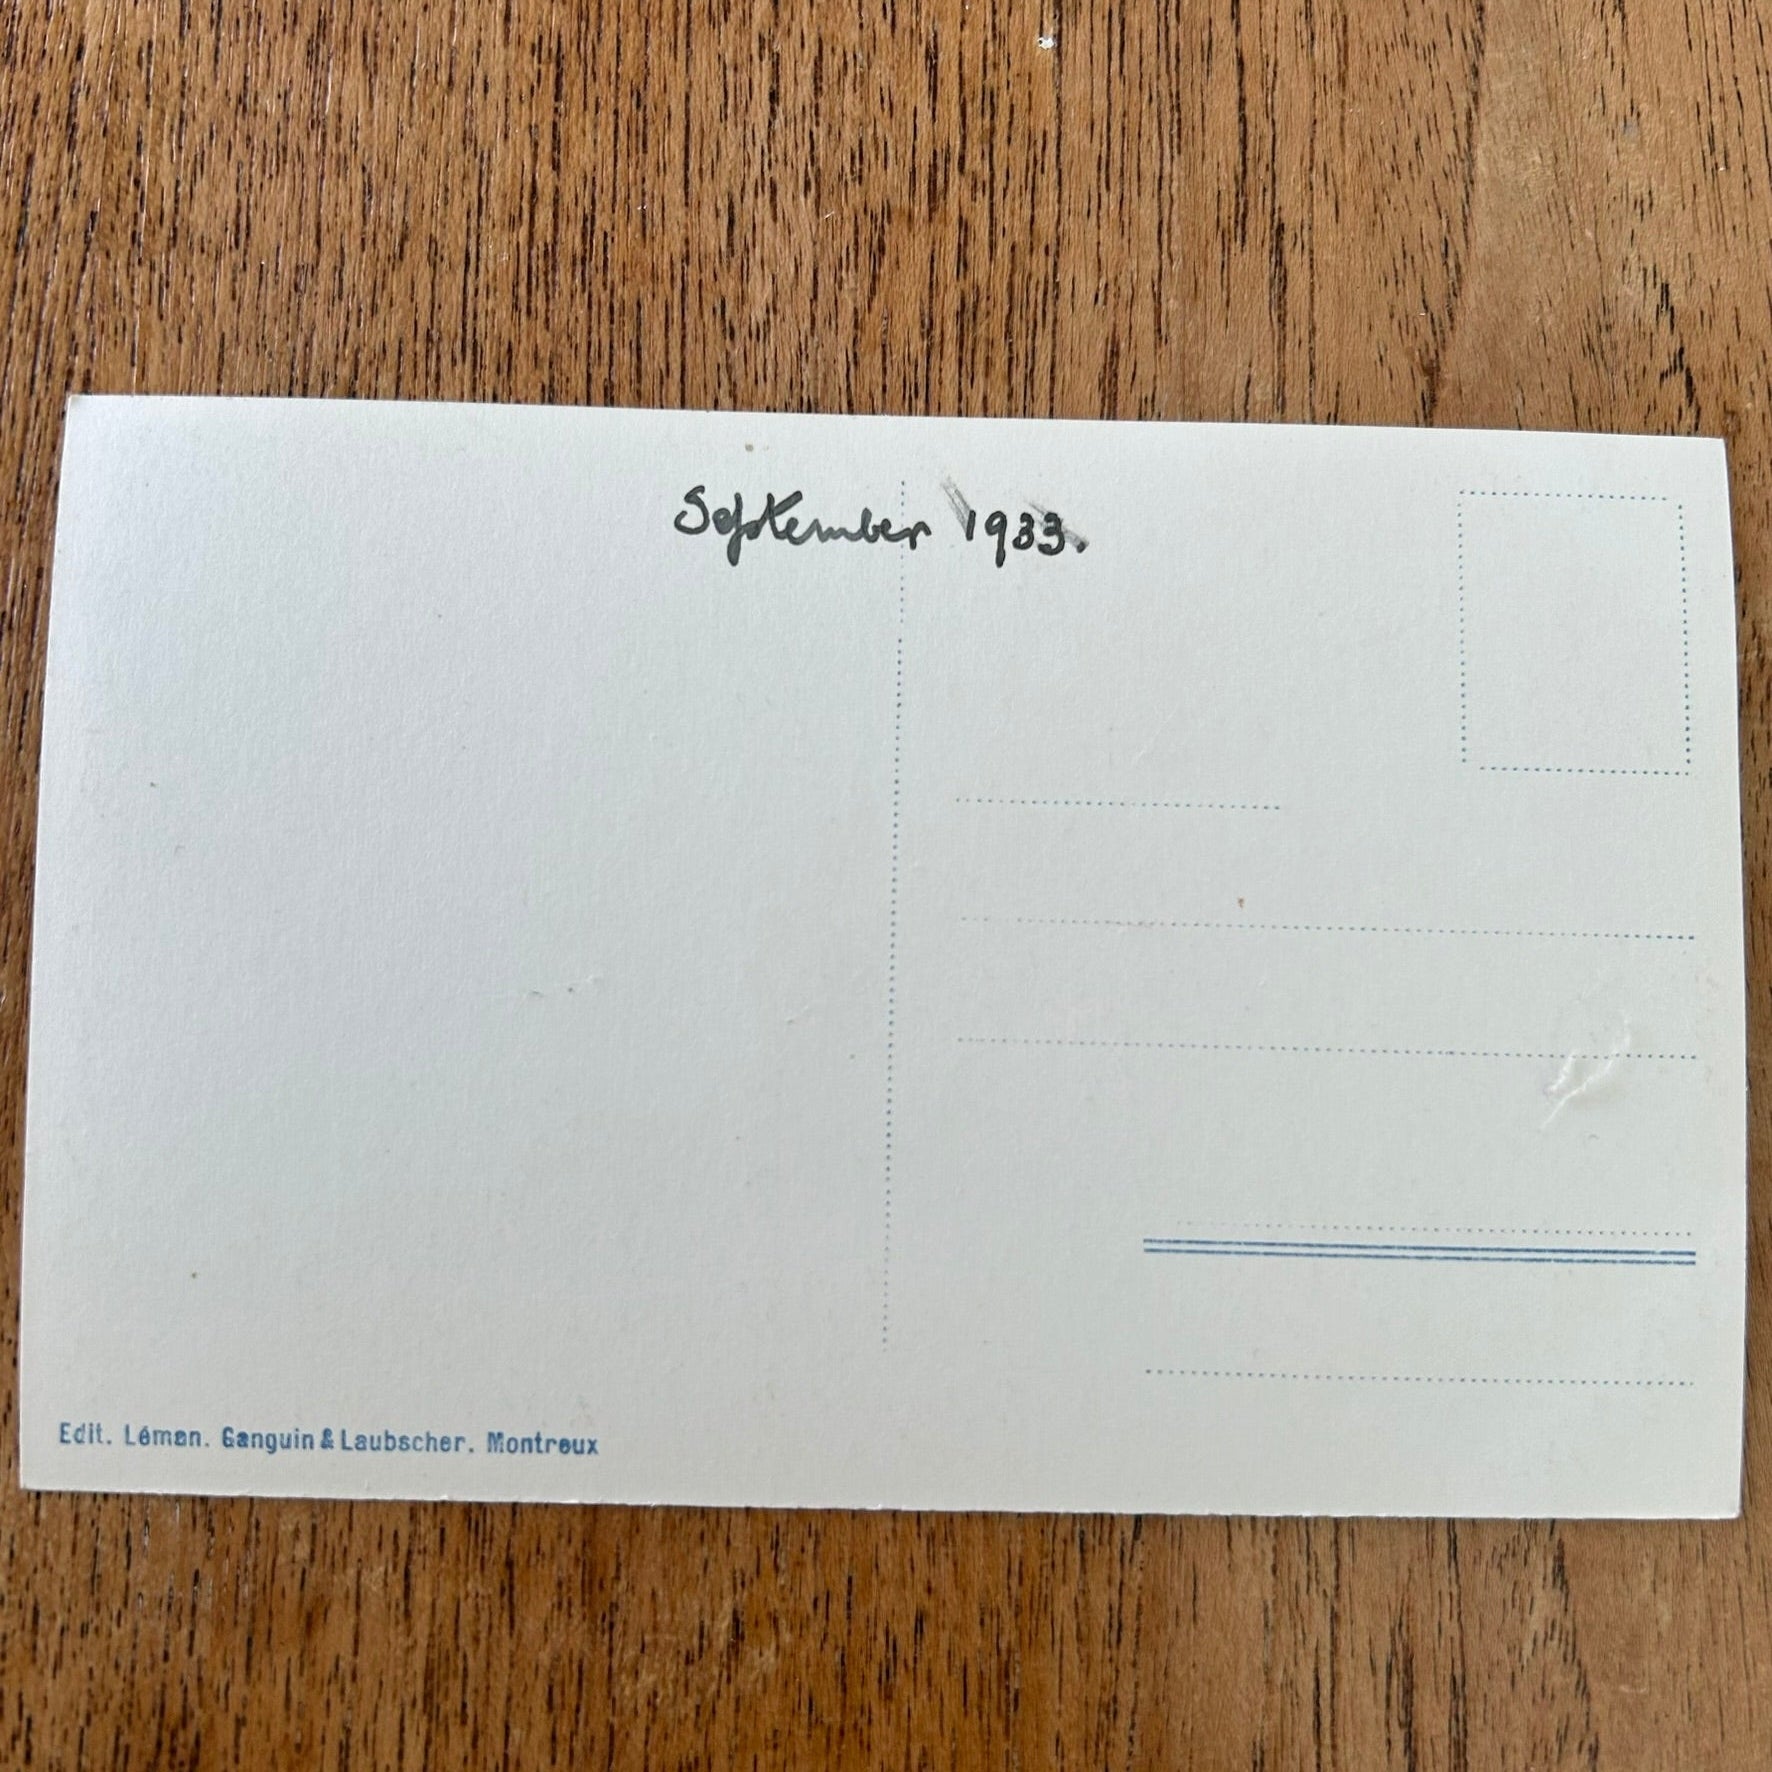 September 1933.
Edit. Léman. Ganguin & Laubscher. Montreux